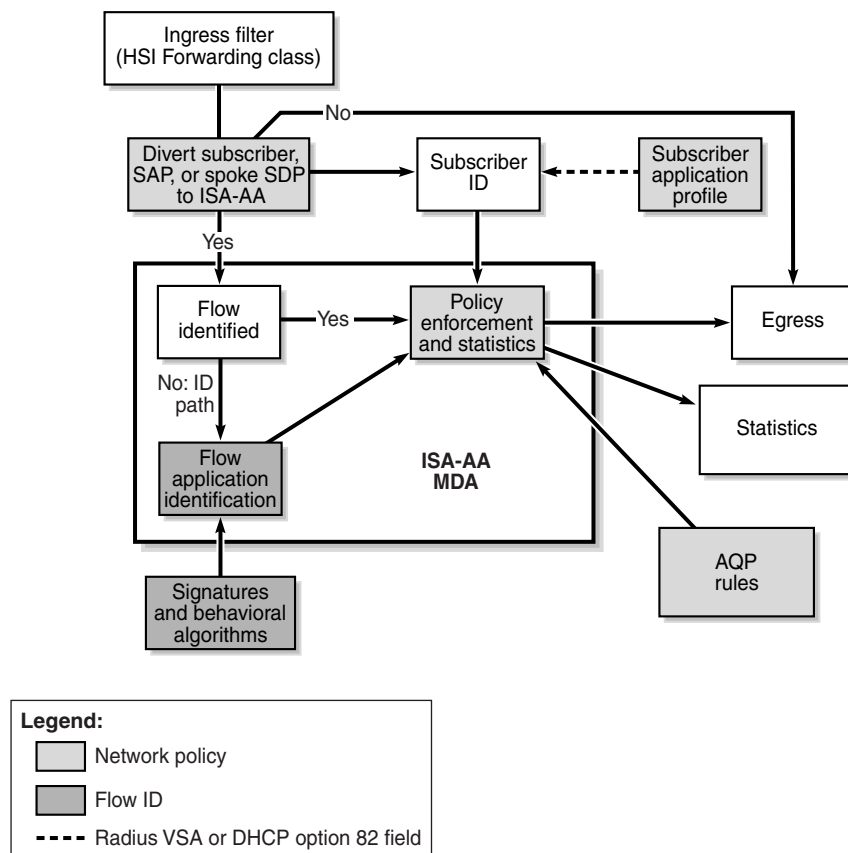 Ingress filter
(HSI Forwarding class)
No
Divert subscriber,
SAP, or spoke SDP
to ISA-AA
Subscriber
ID
Subscriber
application
profile
Yes
Flow
identified
Yes
Policy
enforcement
and statistics
Egress
No: ID
path
Statistics
Flow
application
identification
ISA-AA
MDA
AQP
rules
Signatures
and behavioral
algorithms
Legend:
Network policy
Flow ID
Radius VSA or DHCP option 82 field